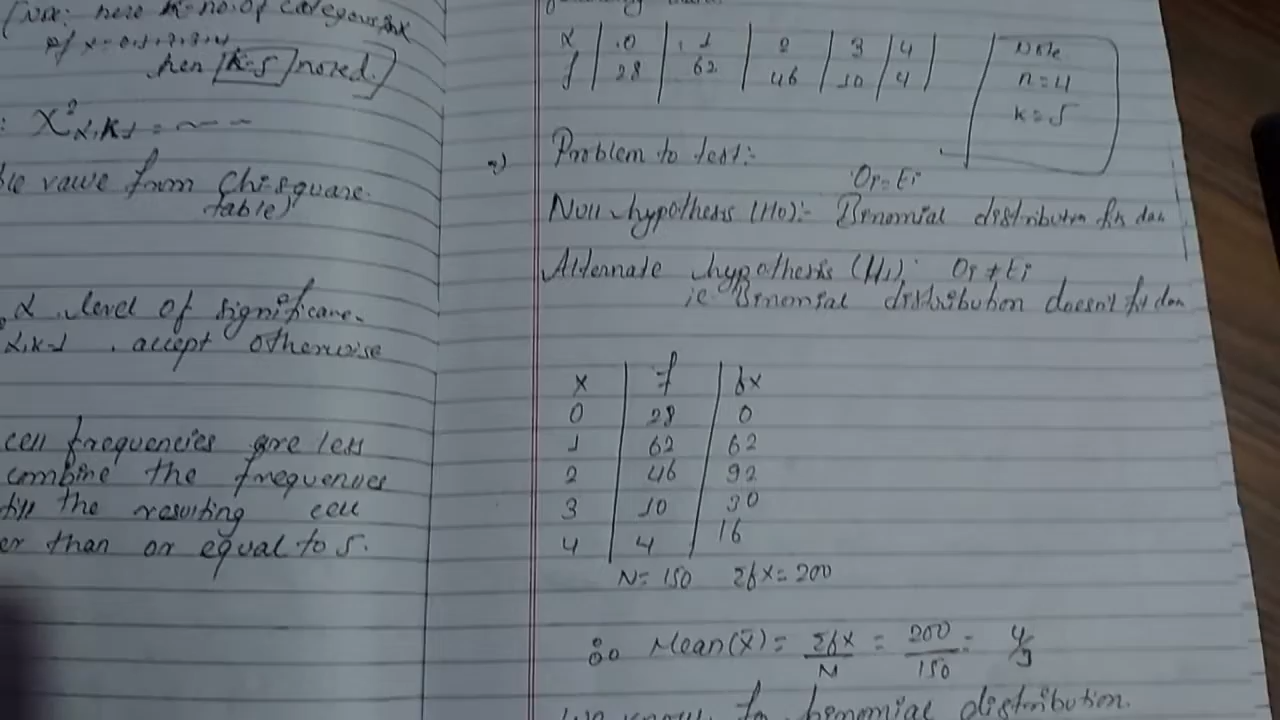 (Note: here k= no. of categories
of x=0,1,2,3,4
hen k=5 noted.)
: X²α,k-1 = ~ ~ ~
ble value from Chi-square
table)
α level of significance.
α,k-1 . accept otherwise
cell frequencies are less
combine the frequencies
till the resulting cell
er than or equal to 5.
x | 0 | 1 | 2 | 3 | 4 |
f | 28 | 62 | 46 | 10 | 4 |
Note
n=4
k=5
Problem to test:-
Oi=Ei
Null hypothesis (H0):- Binomial distribution fits data
Alternate hypothesis (H1): Oi≠Ei
ie Binomial distribution doesn't fit data
x | f | fx
0 28 0
1 62 62
2 46 92
3 10 30
4 4 16
N=150 Σfx=200
∴ Mean(x̄)= Σfx/N = 200/150 = 4/3
We know, for binomial distribution.